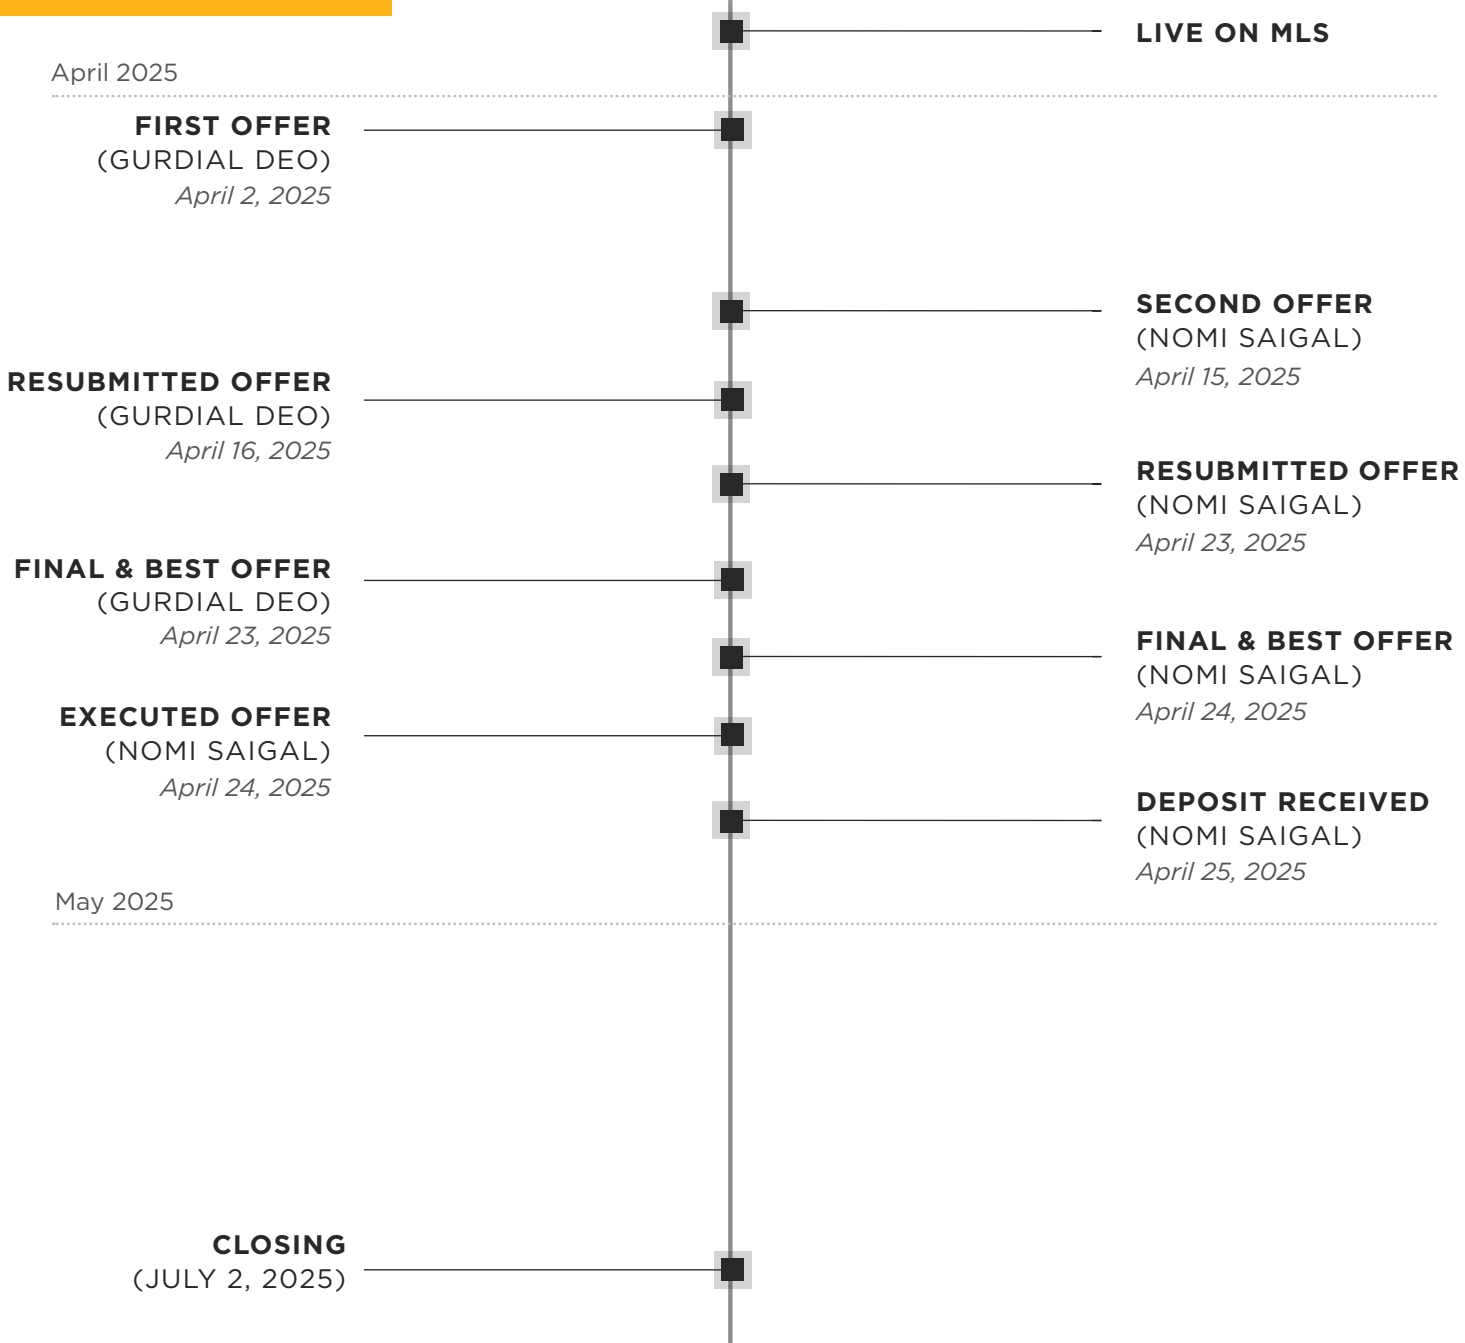 LIVE ON MLS
April 2025
FIRST OFFER
(GURDIAL DEO)
April 2, 2025
SECOND OFFER
(NOMI SAIGAL)
April 15, 2025
RESUBMITTED OFFER
(GURDIAL DEO)
April 16, 2025
RESUBMITTED OFFER
(NOMI SAIGAL)
April 23, 2025
FINAL & BEST OFFER
(GURDIAL DEO)
April 23, 2025
FINAL & BEST OFFER
(NOMI SAIGAL)
April 24, 2025
EXECUTED OFFER
(NOMI SAIGAL)
April 24, 2025
DEPOSIT RECEIVED
(NOMI SAIGAL)
April 25, 2025
May 2025
CLOSING
(JULY 2, 2025)